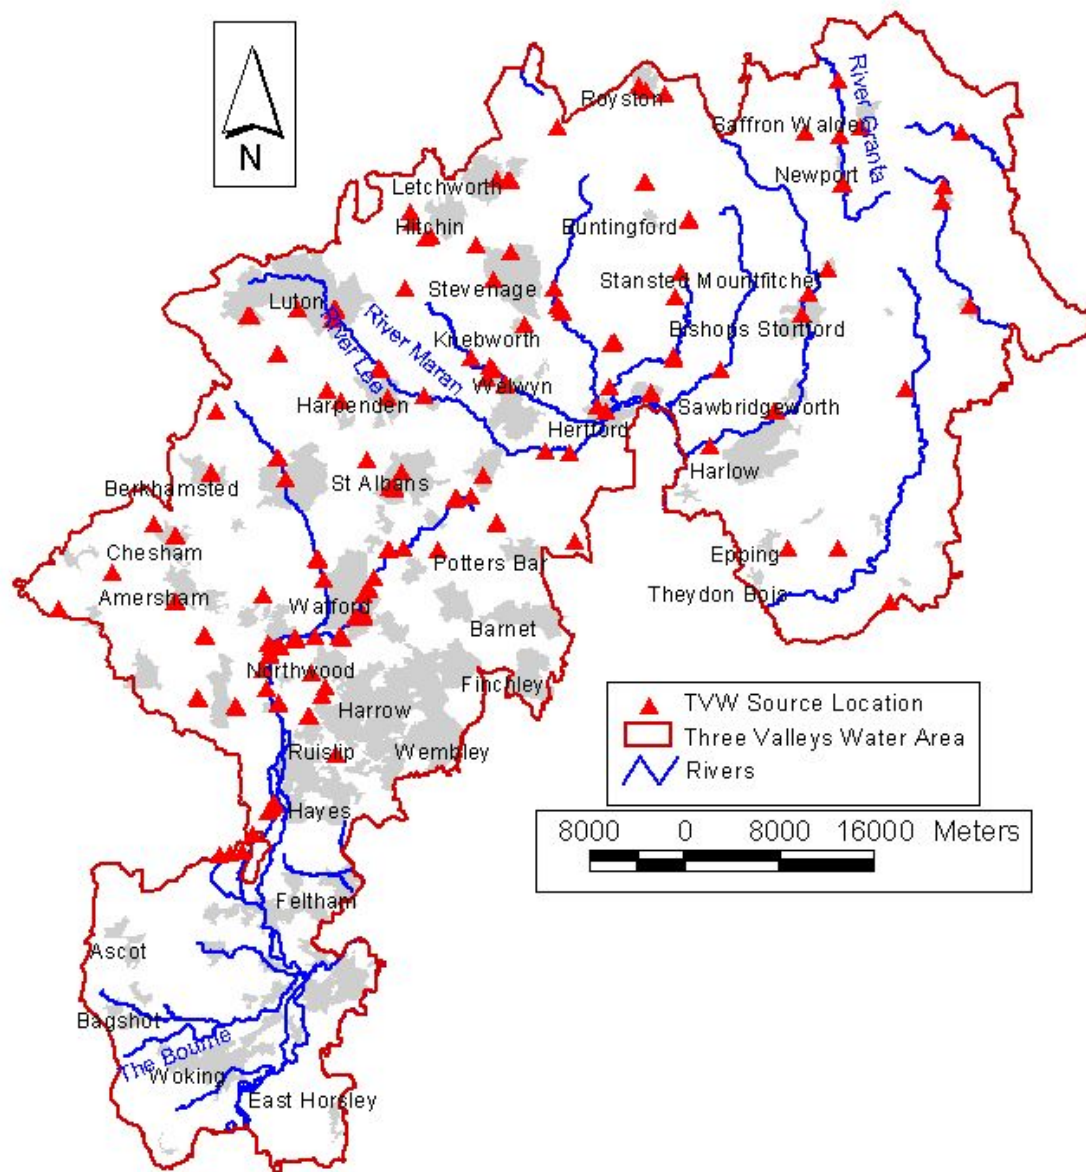 N
Royston
Saffron Walden
River Granta
Newport
Letchworth
Hitchin
Buntingford
Stansted Mountfitchet
Stevenage
Luton
River Maran
River Lee
Knebworth
Bishops Stortford
Welwyn
Harpenden
Hertford
Sawbridgeworth
Harlow
St Albans
Berkhamsted
Chesham
Potters Bar
Epping
Amersham
Watford
Theydon Bois
Barnet
Northwood
Finchley
Harrow
Ruislip
Wembley
Hayes
TVW Source Location
Three Valleys Water Area
Rivers
8000 0 8000 16000 Meters
Feltham
Ascot
Bagshot
The Bourne
Woking
East Horsley